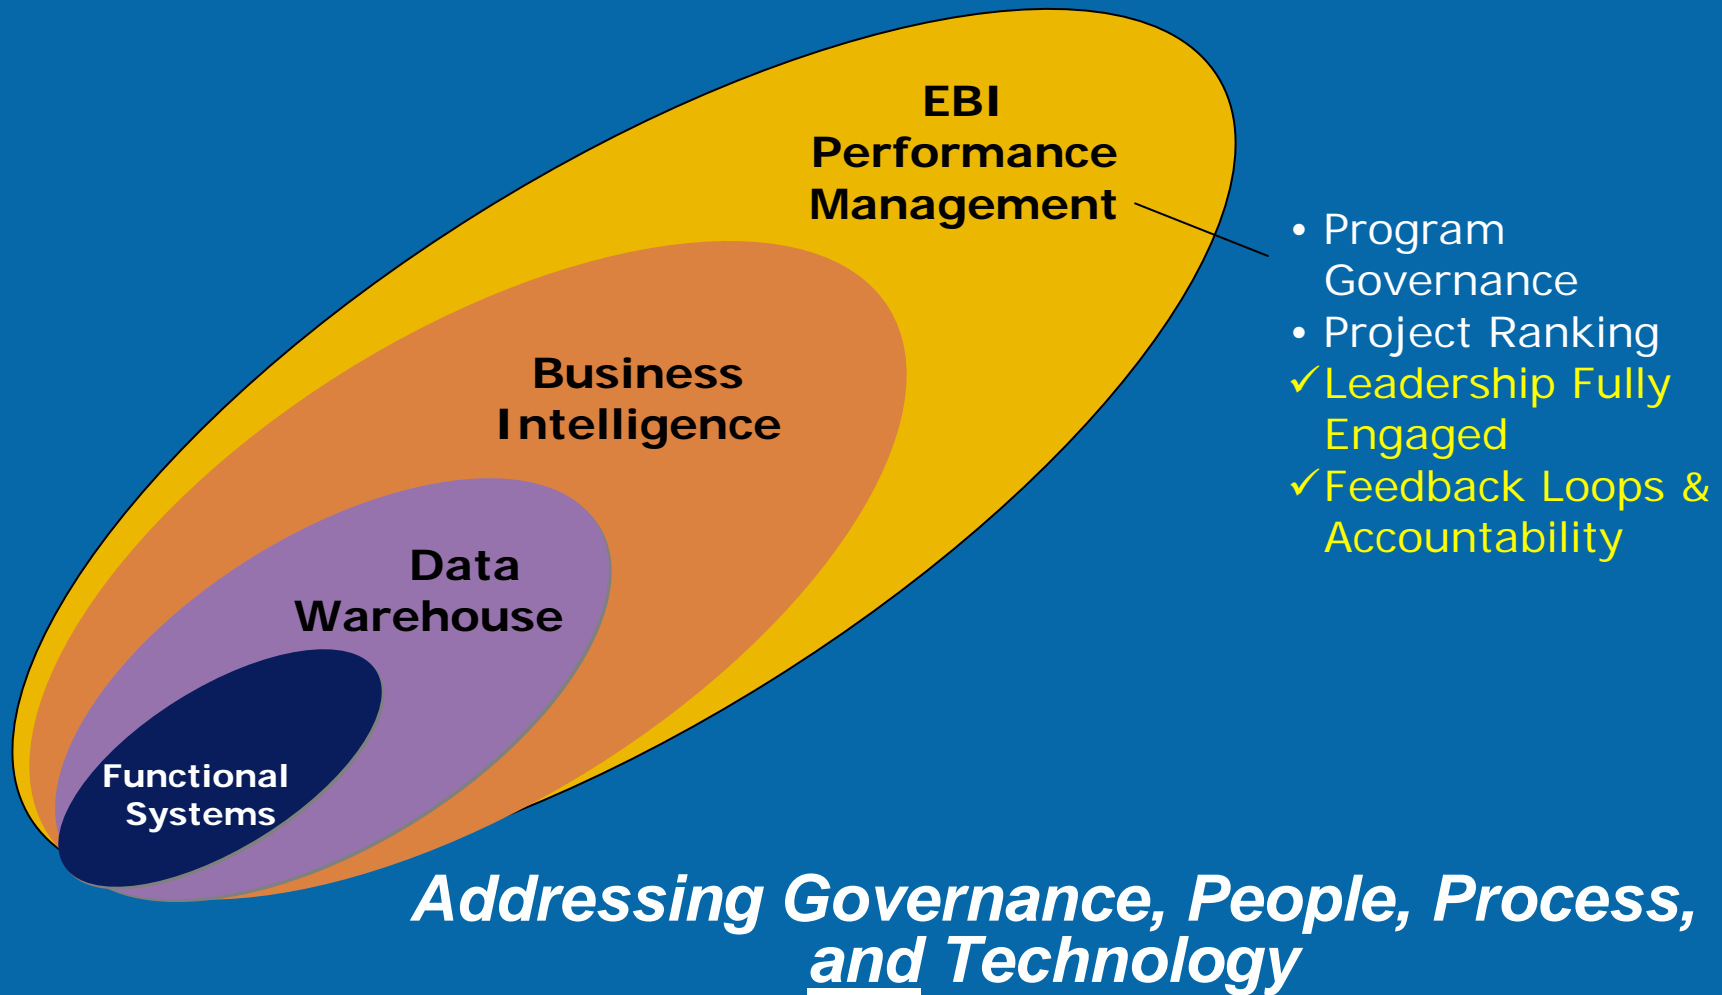 EBI
Performance
Management
• Program
Governance
• Project Ranking
✓Leadership Fully
Engaged
✓Feedback Loops &
Accountability
Business
Intelligence
Data
Warehouse
Functional
Systems
Addressing Governance, People, Process,
and Technology